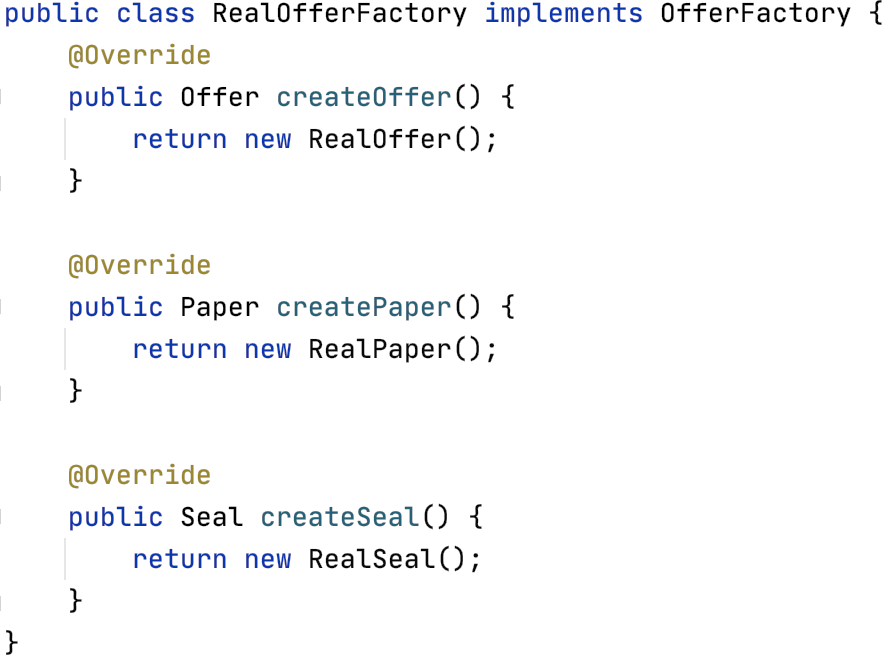 public class RealOfferFactory implements OfferFactory {
    @Override
    public Offer createOffer() {
        return new RealOffer();
    }

    @Override
    public Paper createPaper() {
        return new RealPaper();
    }

    @Override
    public Seal createSeal() {
        return new RealSeal();
    }
}